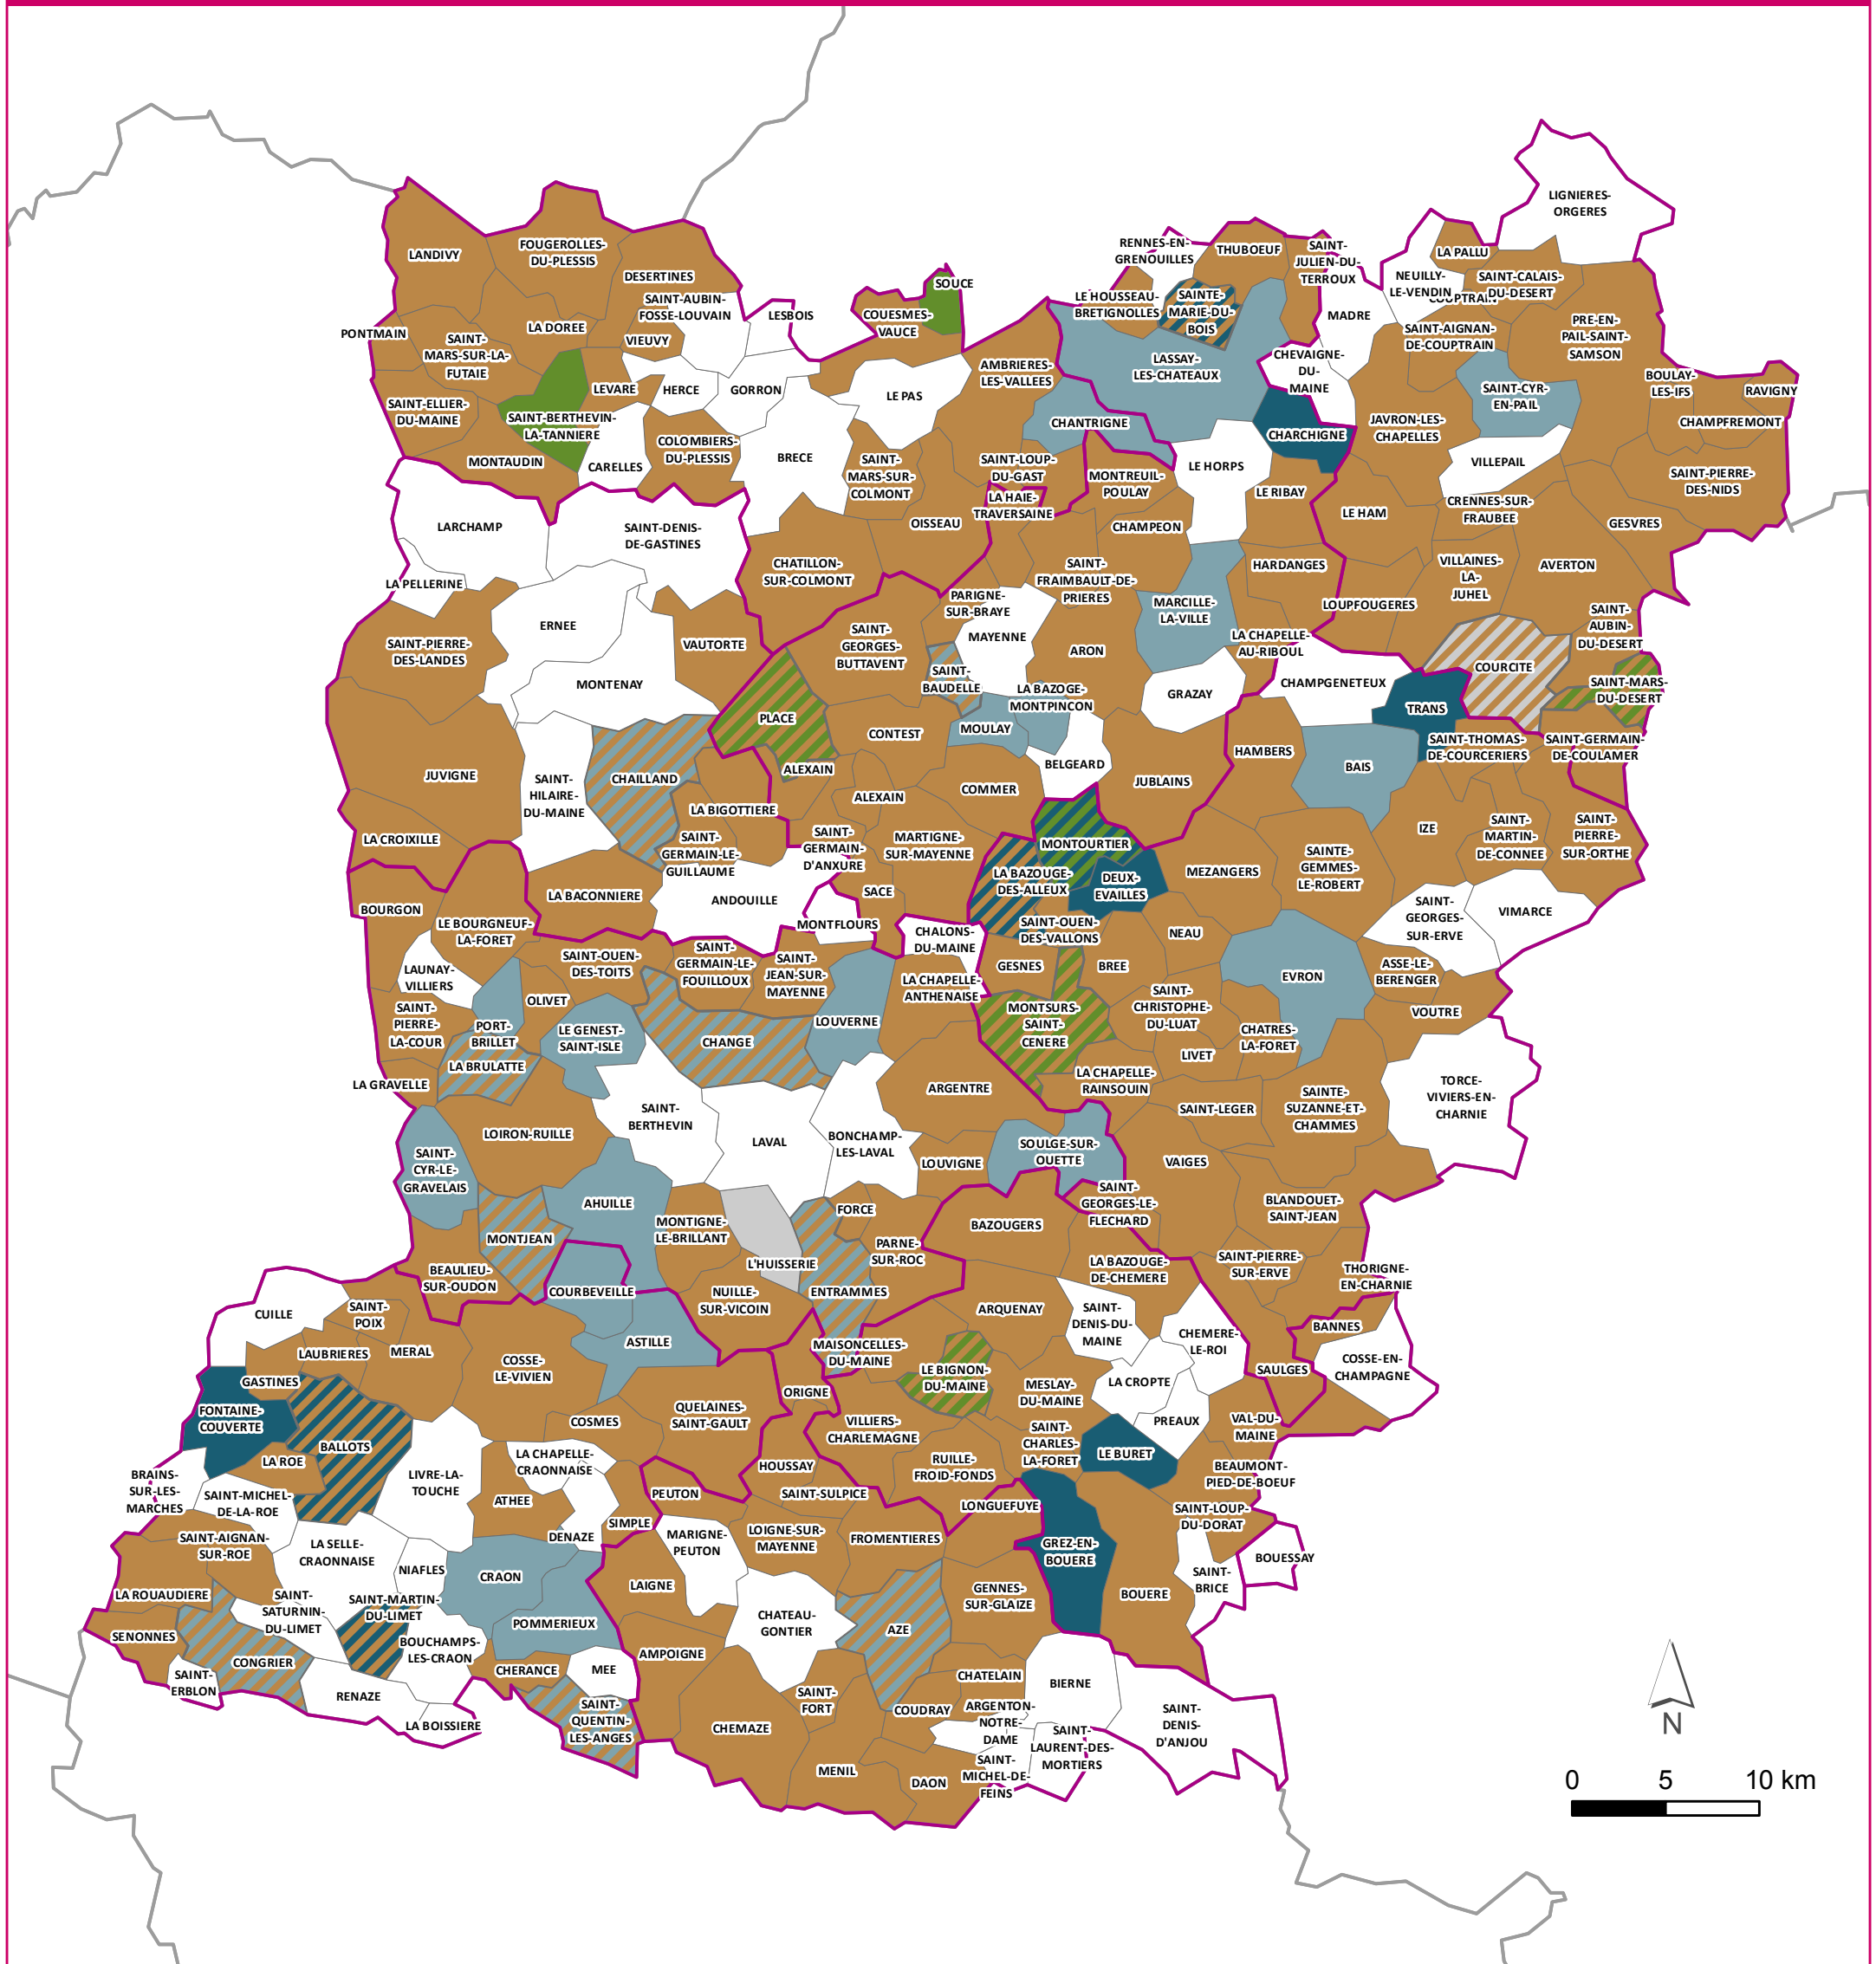 LIGNIERES-
ORGERES
LANDIVY
FOUGEROLLES-
DU-PLESSIS
DESERTINES
SAINT-AUBIN-
FOSSE-LOUVAIN
LESBOIS
SOUCE
COUESMES-
VAUCE
RENNES-EN-
GRENOUILLES
THUBOEUF
SAINT-
JULIEN-DU-
TERROUX
LA PALLU
NEUILLY-
LE-VENDIN
COUPTRAIN
SAINT-CALAIS-
DU-DESERT
LE HOUSSEAU-
BRETIGNOLLES
SAINTE-
MARIE-DU-
BOIS
MADRE
SAINT-AIGNAN-
DE-COUPTRAIN
PRE-EN-
PAIL-SAINT-
SAMSON
PONTMAIN
SAINT-
MARS-SUR-LA-
FUTAIE
LA DOREE
VIEUVY
LEVARE
HERCE
GORRON
LE PAS
AMBRIERES-
LES-VALLEES
LASSAY-
LES-CHATEAUX
CHEVAIGNE-
DU-
MAINE
SAINT-CYR-
EN-PAIL
BOULAY-
LES-IFS
RAVIGNY
CHAMPFREMONT
SAINT-ELLIER-
DU-MAINE
SAINT-BERTHEVIN-
LA-TANNIERE
MONTAUDIN
CARELLES
COLOMBIERS-
DU-PLESSIS
BRECE
SAINT-
MARS-SUR-
COLMONT
CHANTRIGNE
CHARCHIGNE
JAVRON-LES-
CHAPELLES
VILLEPAIL
SAINT-PIERRE-
DES-NIDS
SAINT-LOUP-
DU-GAST
MONTREUIL-
POULAY
LE HORPS
LE RIBAY
LE HAM
CRENNES-SUR-
FRAUBEE
GESVRES
LARCHAMP
SAINT-DENIS-
DE-GASTINES
OISSEAU
LA HAIE-
TRAVERSAINE
CHAMPEON
LA PELLERINE
CHATILLON-
SUR-COLMONT
SAINT-
FRAIMBAULT-DE-
PRIERES
HARDANGES
VILLAINES-
LA-
JUHEL
AVERTON
LOUPFOUGERES
ERNEE
SAINT-PIERRE-
DES-LANDES
VAUTORTE
SAINT-
GEORGES-
BUTTAVENT
PARIGNE-
SUR-BRAYE
MAYENNE
ARON
MARCILLE-
LA-VILLE
LA CHAPELLE-
AU-RIBOUL
SAINT-
AUBIN-
DU-DESERT
COURCITE
MONTENAY
SAINT-
BAUDELLE
LA BAZOGE-
MONTPINCON
GRAZAY
CHAMPGENETEUX
TRANS
SAINT-MARS-
DU-DESERT
PLACE
CONTEST
MOULAY
BELGEARD
JUBLAINS
HAMBERS
BAIS
SAINT-THOMAS-
DE-COURCERIERS
SAINT-GERMAIN-
DE-COULAMER
JUVIGNE
SAINT-
HILAIRE-
DU-MAINE
CHAILLAND
ALEXAIN
ALEXAIN
COMMER
LA BIGOTTIERE
LA CROIXILLE
SAINT-
GERMAIN-LE-
GUILLAUME
SAINT-
GERMAIN-
D'ANXURE
MARTIGNE-
SUR-MAYENNE
MONTOURTIER
IZE
SAINT-
MARTIN-
DE-CONNEE
SAINT-
PIERRE-
SUR-ORTHE
LA BAZOUGE-
DES-ALLEUX
DEUX-
EVAILLES
MEZANGERS
SAINTE-
GEMMES-
LE-ROBERT
BOURGON
LA BACONNIERE
ANDOUILLE
SACE
SAINT-
GEORGES-
SUR-ERVE
VIMARCE
LE BOURGNEUF-
LA-FORET
MONTFLOURS
CHALONS-
DU-MAINE
SAINT-OUEN-
DES-VALLONS
NEAU
LAUNAY-
VILLIERS
SAINT-OUEN-
DES-TOITS
SAINT-
GERMAIN-LE-
FOUILLOUX
SAINT-
JEAN-SUR-
MAYENNE
LA CHAPELLE-
ANTHENAISE
GESNES
BREE
EVRON
ASSE-LE-
BERENGER
VOUTRE
SAINT-
PIERRE-
LA-COUR
OLIVET
PORT-
BRILLET
LE GENEST-
SAINT-ISLE
CHANGE
LOUVERNE
MONTSURS-
SAINT-
CENERE
SAINT-
CHRISTOPHE-
DU-LUAT
CHATRES-
LA-FORET
LIVET
LA BRULATTE
LA GRAVELLE
ARGENTRE
LA CHAPELLE-
RAINSOUIN
SAINT-LEGER
SAINTE-
SUZANNE-ET-
CHAMMES
TORCE-
VIVIERS-EN-
CHARNIE
SAINT-
BERTHEVIN
LOIRON-RUILLE
LAVAL
BONCHAMP-
LES-LAVAL
LOUVIGNE
SOULGE-SUR-
OUETTE
VAIGES
SAINT-
CYR-LE-
GRAVELAIS
AHUILLE
MONTIGNE-
LE-BRILLANT
FORCE
BAZOUGERS
SAINT-
GEORGES-LE-
FLECHARD
BLANDOUET-
SAINT-JEAN
MONTJEAN
L'HUISSERIE
PARNE-
SUR-ROC
LA BAZOUGE-
DE-CHEMERE
SAINT-PIERRE-
SUR-ERVE
THORIGNE-
EN-CHARNIE
BEAULIEU-
SUR-OUDON
COURBEVEILLE
NUILLE-
SUR-VICOIN
ENTRAMMES
ARQUENAY
SAINT-
DENIS-DU-
MAINE
CHEMERE-
LE-ROI
BANNES
CUILLE
SAINT-
POIX
LAUBRIERES
MERAL
COSSE-
LE-VIVIEN
ASTILLE
MAISONCELLES-
DU-MAINE
LE BIGNON-
DU-MAINE
MESLAY-
DU-MAINE
LA CROPTE
SAULGES
COSSE-EN-
CHAMPAGNE
GASTINES
ORIGNE
FONTAINE-
COUVERTE
COSMES
QUELAINES-
SAINT-GAULT
VILLIERS-
CHARLEMAGNE
SAINT-
CHARLES-
LA-FORET
PREAUX
VAL-DU-
MAINE
BALLOTS
LA ROE
LE BURET
LA CHAPELLE-
CRAONNAISE
HOUSSAY
RUILLE-
FROID-FONDS
BEAUMONT-
PIED-DE-BOEUF
BRAINS-
SUR-LES-
MARCHES
SAINT-MICHEL-
DE-LA-ROE
LIVRE-LA-
TOUCHE
ATHEE
PEUTON
SAINT-SULPICE
LONGUEFUYE
SAINT-LOUP-
DU-DORAT
SAINT-AIGNAN-
SUR-ROE
LA SELLE-
CRAONNAISE
DENAZE
SIMPLE
MARIGNE-
PEUTON
LOIGNE-SUR-
MAYENNE
FROMENTIERES
GREZ-EN-
BOUERE
BOUESSAY
NIAFLES
CRAON
LA ROUAUDIERE
SAINT-
SATURNIN-
DU-LIMET
SAINT-MARTIN-
DU-LIMET
LAIGNE
GENNES-
SUR-GLAIZE
BOUERE
SAINT-
BRICE
POMMERIEUX
CHATEAU-
GONTIER
AZE
SENONNES
CONGRIER
BOUCHAMPS-
LES-CRAON
AMPOIGNE
SAINT-
ERBLON
RENAZE
CHERANCE
MEE
CHATELAIN
BIERNE
LA BOISSIERE
SAINT-
QUENTIN-
LES-ANGES
CHEMAZE
SAINT-
FORT
COUDRAY
ARGENTON-
NOTRE-
DAME
SAINT-
LAURENT-DES-
MORTIERS
SAINT-
DENIS-
D'ANJOU
MENIL
DAON
SAINT-
MICHEL-DE-
FEINS
N
0 5 10 km